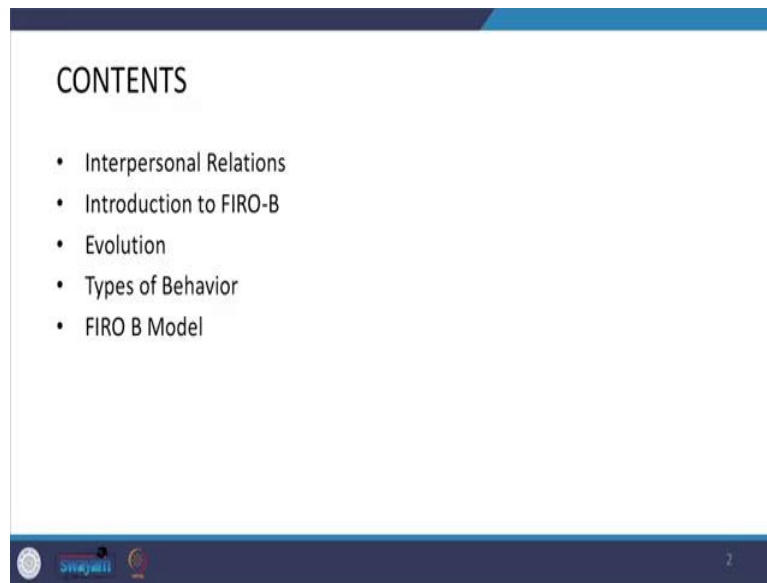 CONTENTS
• Interpersonal Relations
• Introduction to FIRO-B
• Evolution
• Types of Behavior
• FIRO B Model
swayam
2